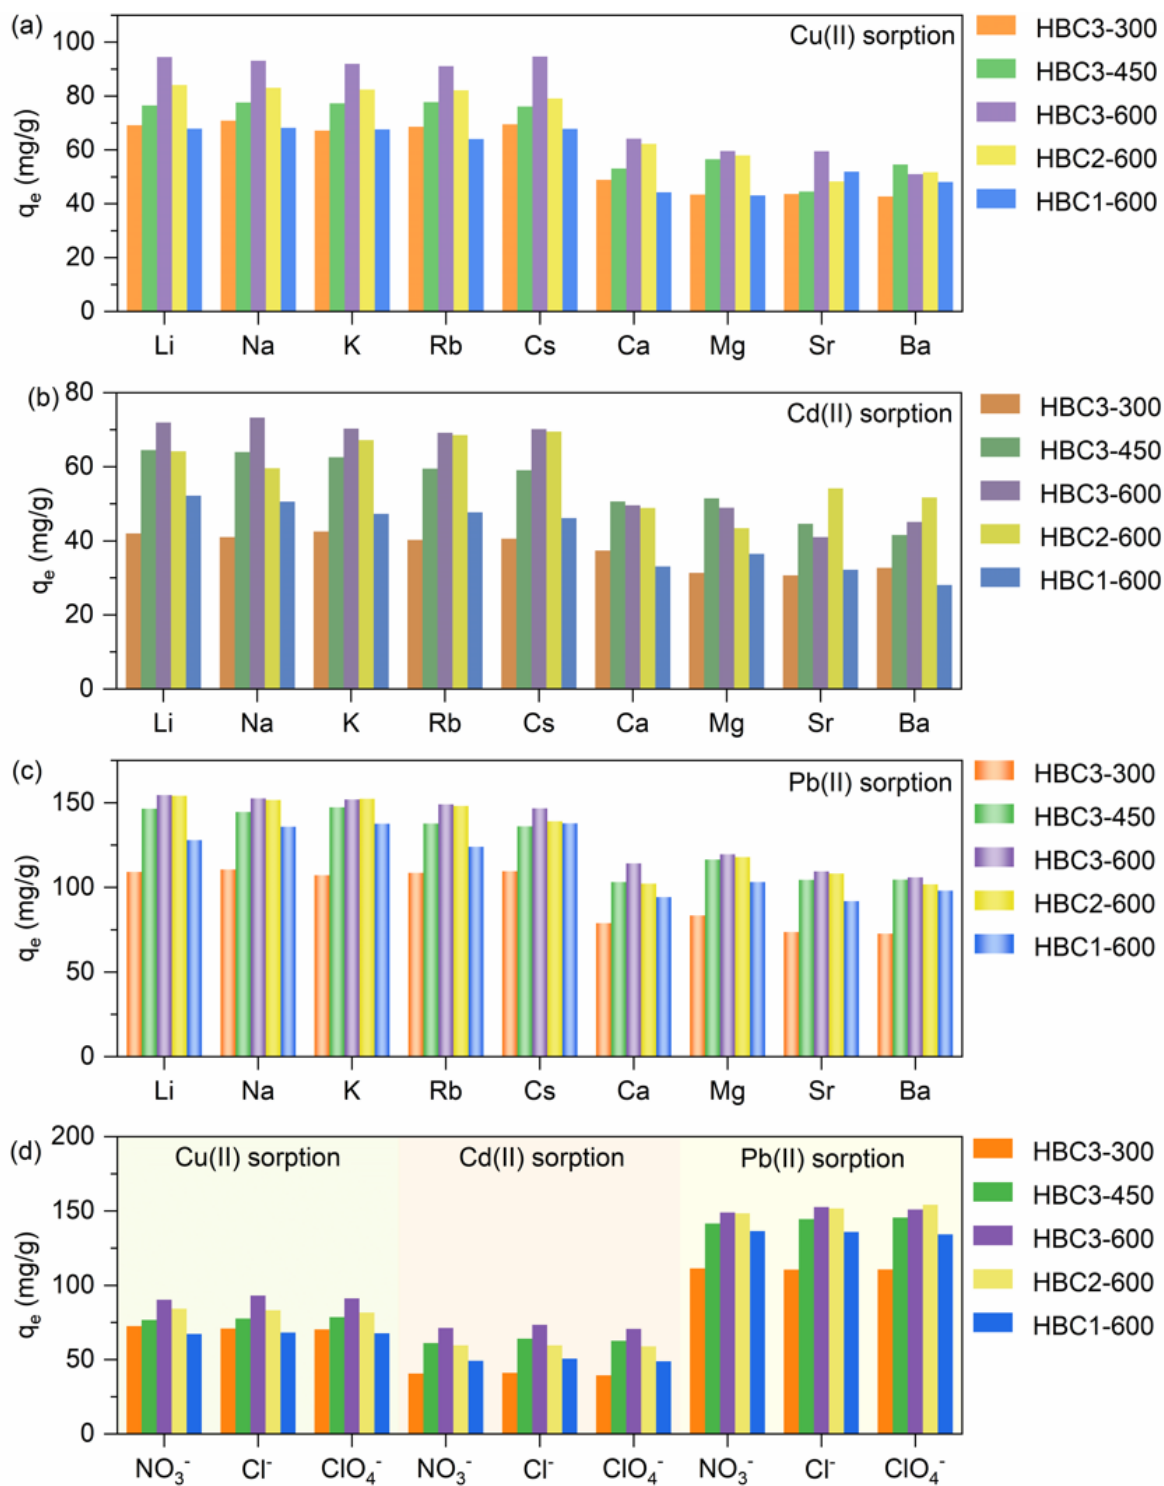 (a)
Cu(II) sorption
q_e (mg/g)
100
80
60
40
20
0
Li Na K Rb Cs Ca Mg Sr Ba
HBC3-300
HBC3-450
HBC3-600
HBC2-600
HBC1-600
(b)
Cd(II) sorption
q_e (mg/g)
80
60
40
20
0
Li Na K Rb Cs Ca Mg Sr Ba
HBC3-300
HBC3-450
HBC3-600
HBC2-600
HBC1-600
(c)
Pb(II) sorption
q_e (mg/g)
150
100
50
0
Li Na K Rb Cs Ca Mg Sr Ba
HBC3-300
HBC3-450
HBC3-600
HBC2-600
HBC1-600
(d)
Cu(II) sorption Cd(II) sorption Pb(II) sorption
q_e (mg/g)
200
150
100
50
0
NO₃⁻ Cl⁻ ClO₄⁻ NO₃⁻ Cl⁻ ClO₄⁻ NO₃⁻ Cl⁻ ClO₄⁻
HBC3-300
HBC3-450
HBC3-600
HBC2-600
HBC1-600